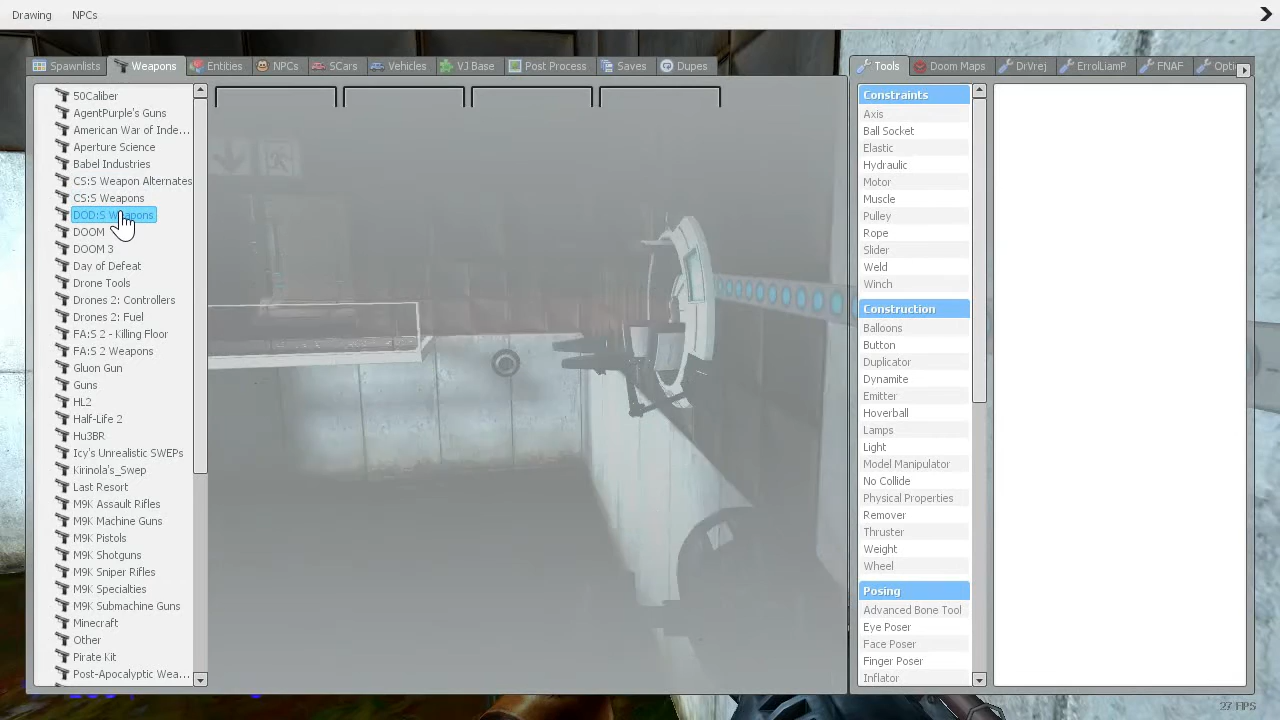 Drawing NPCs
Spawnlists Weapons Entities NPCs SCars Vehicles VJ Base Post Process Saves Dupes
Tools Doom Maps DrVrej ErrolLiamP FNAF Opti
50Caliber
AgentPurple's Guns
American War of Inde...
Aperture Science
Babel Industries
CS:S Weapon Alternates
CS:S Weapons
DOD:S Weapons
DOOM
DOOM 3
Day of Defeat
Drone Tools
Drones 2: Controllers
Drones 2: Fuel
FA:S 2 - Killing Floor
FA:S 2 Weapons
Gluon Gun
Guns
HL2
Half-Life 2
Hu3BR
Icy's Unrealistic SWEPs
Kirinola's_Swep
Last Resort
M9K Assault Rifles
M9K Machine Guns
M9K Pistols
M9K Shotguns
M9K Sniper Rifles
M9K Specialties
M9K Submachine Guns
Minecraft
Other
Pirate Kit
Post-Apocalyptic Wea...
Constraints
Axis
Ball Socket
Elastic
Hydraulic
Motor
Muscle
Pulley
Rope
Slider
Weld
Winch
Construction
Balloons
Button
Duplicator
Dynamite
Emitter
Hoverball
Lamps
Light
Model Manipulator
No Collide
Physical Properties
Remover
Thruster
Weight
Wheel
Posing
Advanced Bone Tool
Eye Poser
Face Poser
Finger Poser
Inflator
27 FPS